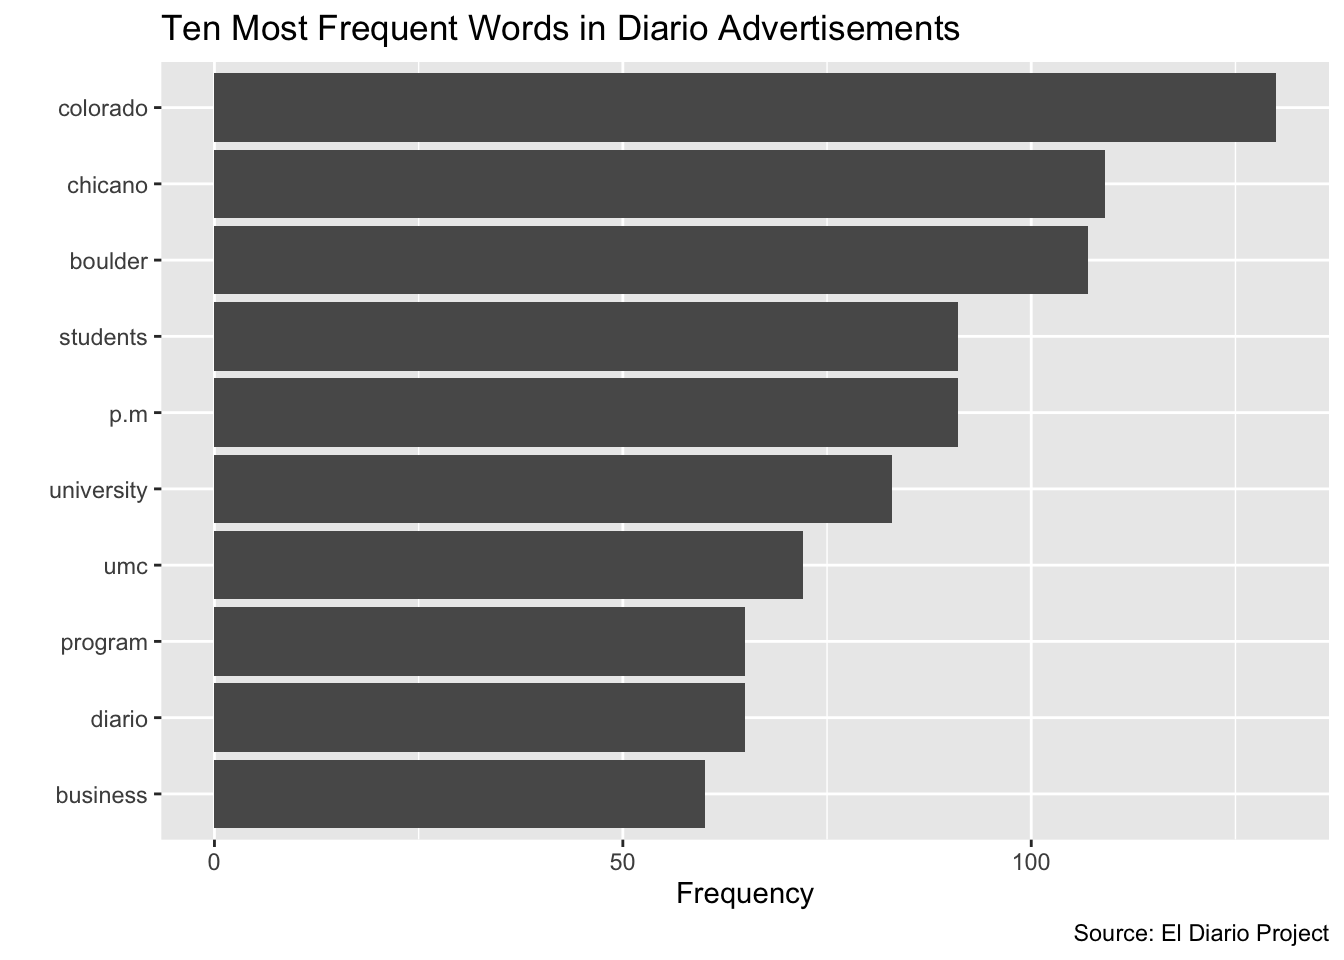 Ten Most Frequent Words in Diario Advertisements
colorado
chicano
boulder
students
p.m
university
umc
program
diario
business
0 50 100
Frequency
Source: El Diario Project